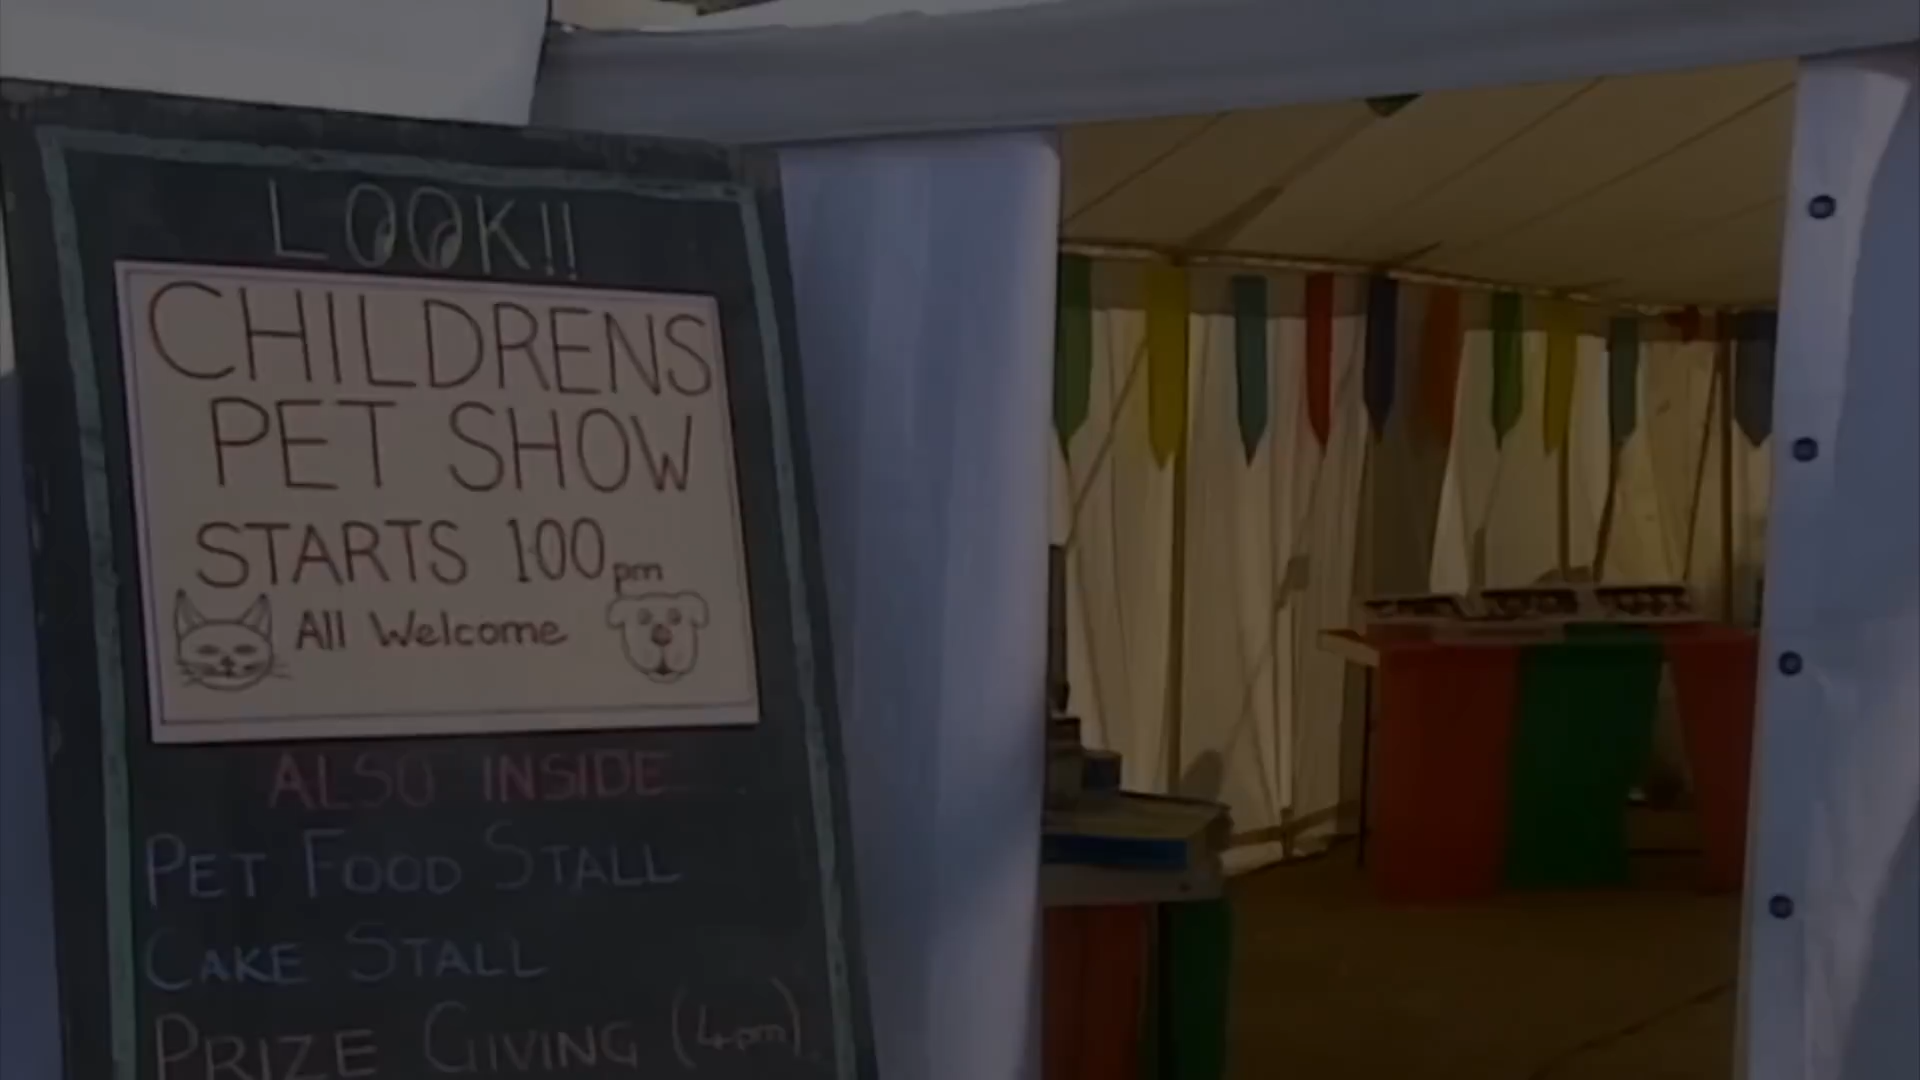 LOOK!!
CHILDRENS
PET SHOW
STARTS 1·00pm
All Welcome
ALSO INSIDE
PET FOOD STALL
CAKE STALL
PRIZE GIVING (4pm)